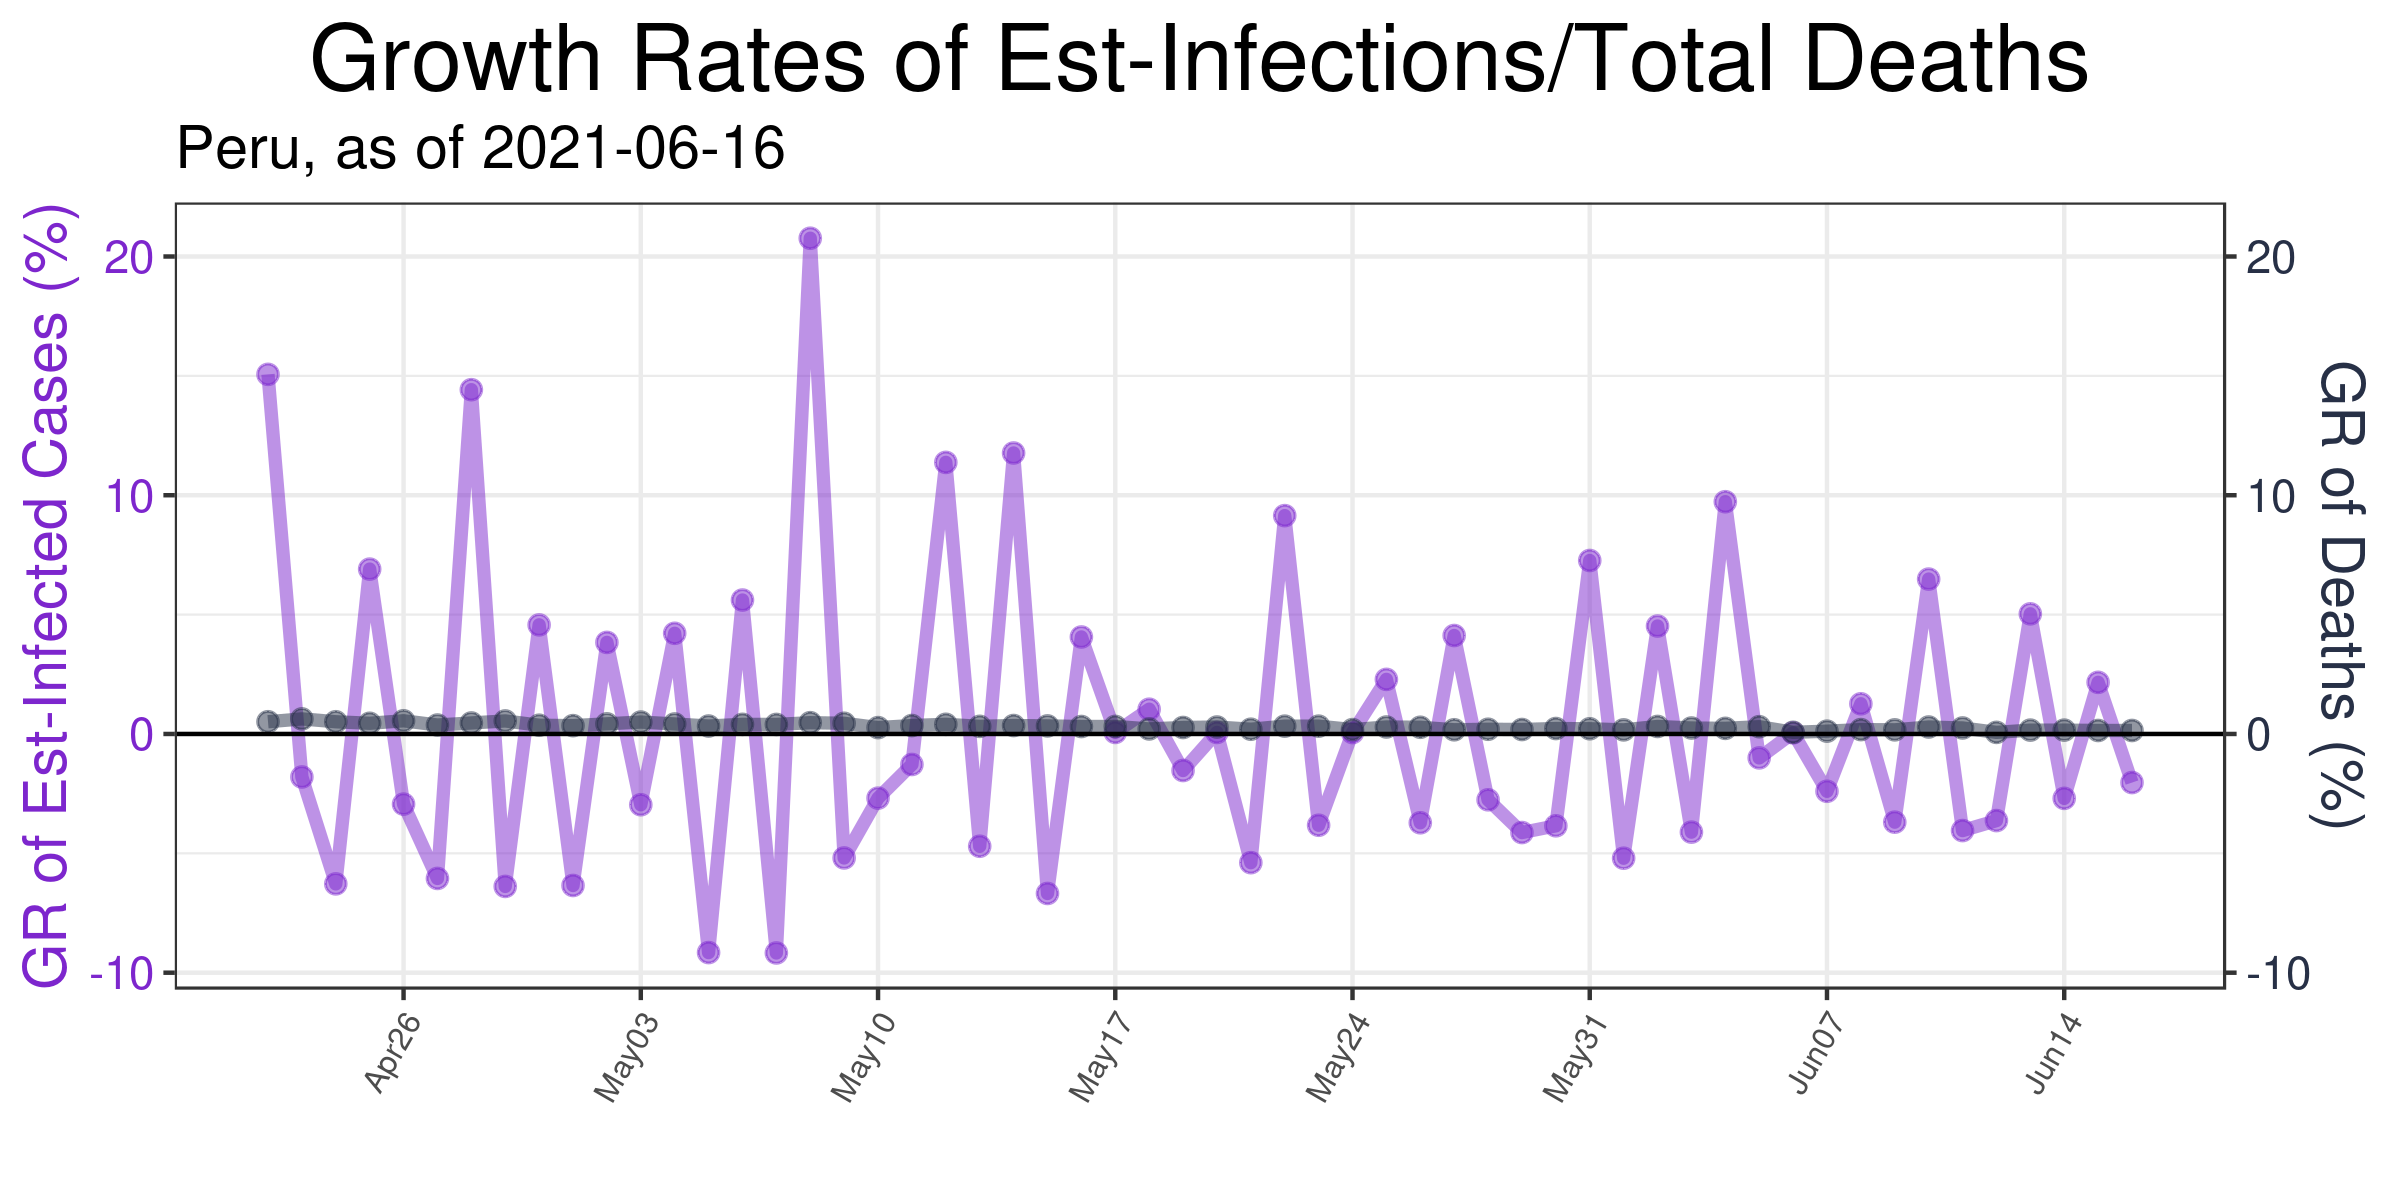 Growth Rates of Est-Infections/Total Deaths
Peru, as of 2021-06-16
GR of Est-Infected Cases (%)
20
10
0
-10
20
10
0
-10
GR of Deaths (%)
Apr26
May03
May10
May17
May24
May31
Jun07
Jun14